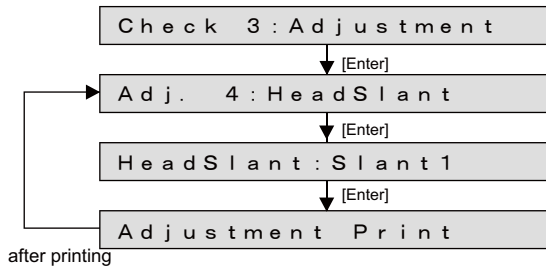 Check 3:Adjustment
[Enter]
Adj. 4:HeadSlant
[Enter]
HeadSlant:Slant1
[Enter]
Adjustment Print
after printing